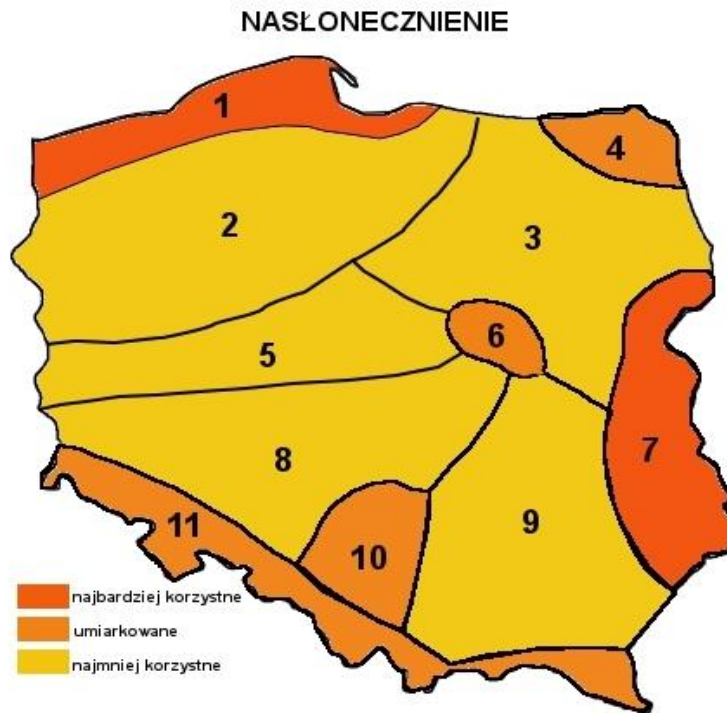 NASŁONECZNIENIE
1
4
2
3
6
5
7
8
9
11
10
najbardziej korzystne
umiarkowane
najmniej korzystne